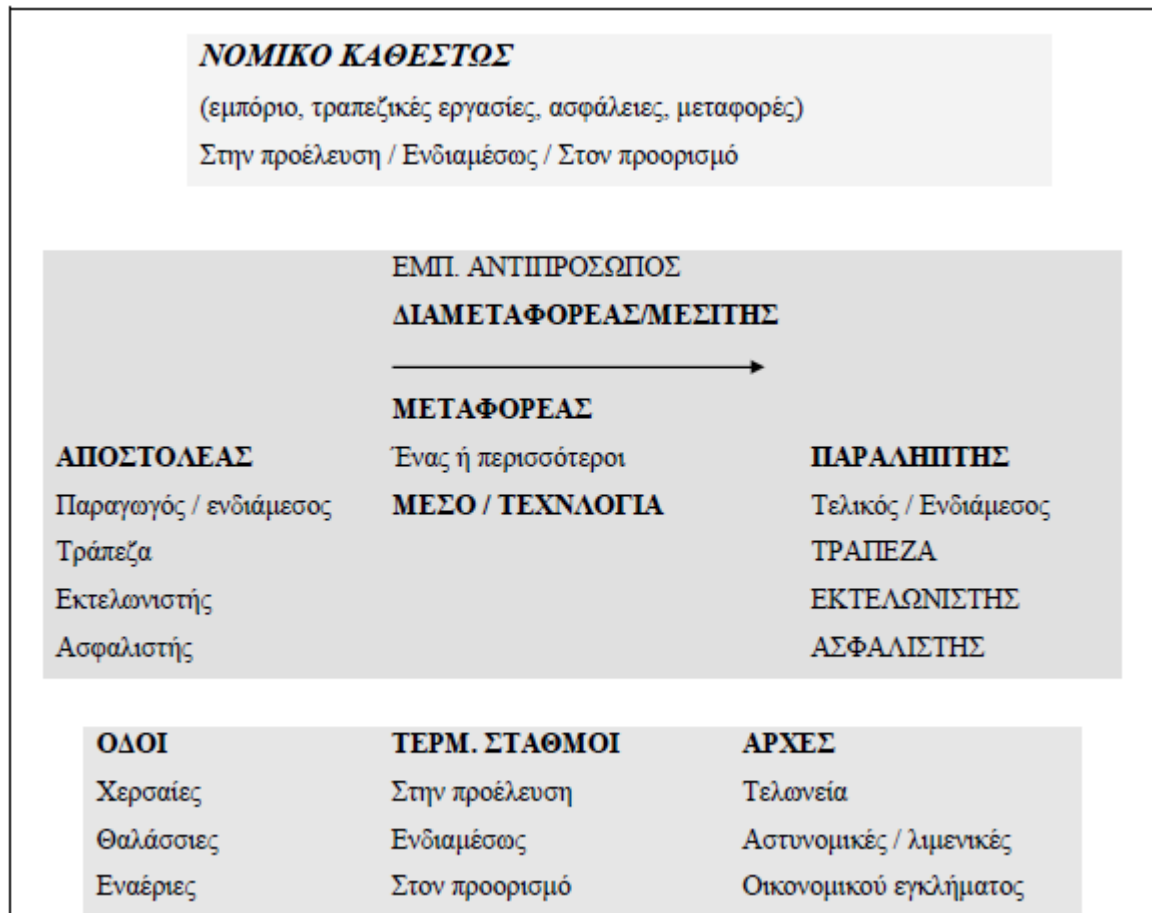 ΝΟΜΙΚΟ ΚΑΘΕΣΤΩΣ
(εμπόριο, τραπεζικές εργασίες, ασφάλειες, μεταφορές)
Στην προέλευση / Ενδιαμέσως / Στον προορισμό
ΕΜΠ. ΑΝΤΙΠΡΟΣΩΠΟΣ
ΔΙΑΜΕΤΑΦΟΡΕΑΣ/ΜΕΣΙΤΗΣ
ΜΕΤΑΦΟΡΕΑΣ
ΑΠΟΣΤΟΛΕΑΣ Ένας ή περισσότεροι ΠΑΡΑΛΗΠΤΗΣ
Παραγωγός / ενδιάμεσος ΜΕΣΟ / ΤΕΧΝΛΟΓΙΑ Τελικός / Ενδιάμεσος
Τράπεζα ΤΡΑΠΕΖΑ
Εκτελωνιστής ΕΚΤΕΛΩΝΙΣΤΗΣ
Ασφαλιστής ΑΣΦΑΛΙΣΤΗΣ
ΟΔΟΙ ΤΕΡΜ. ΣΤΑΘΜΟΙ ΑΡΧΕΣ
Χερσαίες Στην προέλευση Τελωνεία
Θαλάσσιες Ενδιαμέσως Αστυνομικές / λιμενικές
Εναέριες Στον προορισμό Οικονομικού εγκλήματος